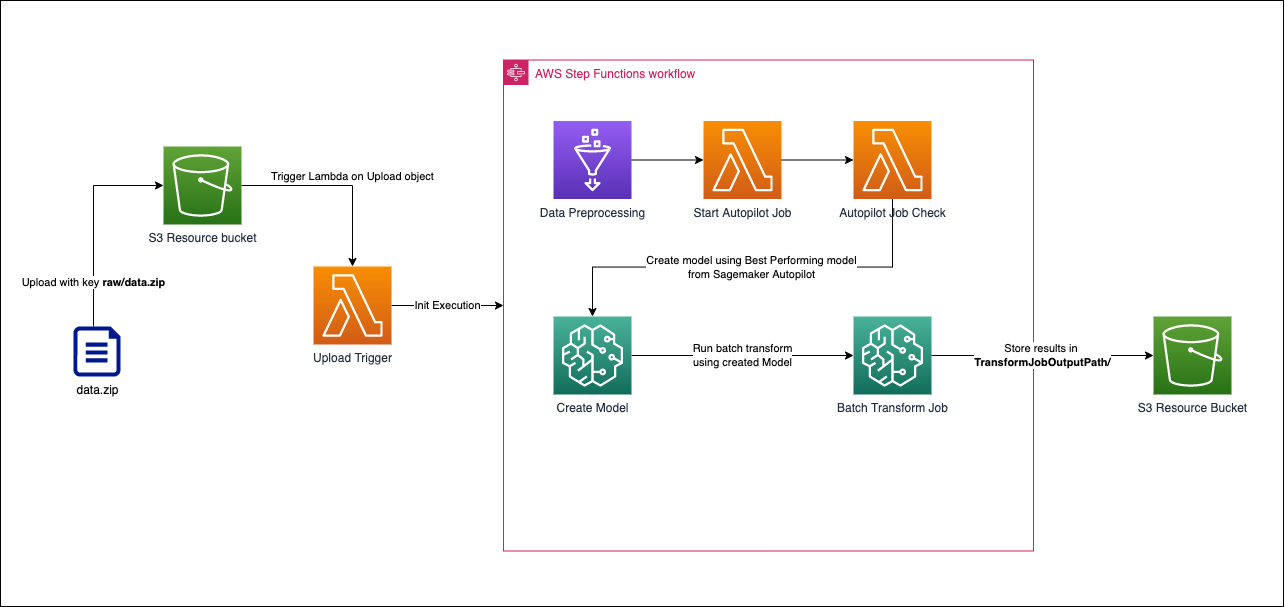 AWS Step Functions workflow
Trigger Lambda on Upload object
S3 Resource bucket
Data Preprocessing
Start Autopilot Job
Autopilot Job Check
Upload with key raw/data.zip
Create model using Best Performing model
from Sagemaker Autopilot
Init Execution
Upload Trigger
data.zip
Run batch transform
using created Model
Store results in
TransformJobOutputPath/
Create Model
Batch Transform Job
S3 Resource Bucket